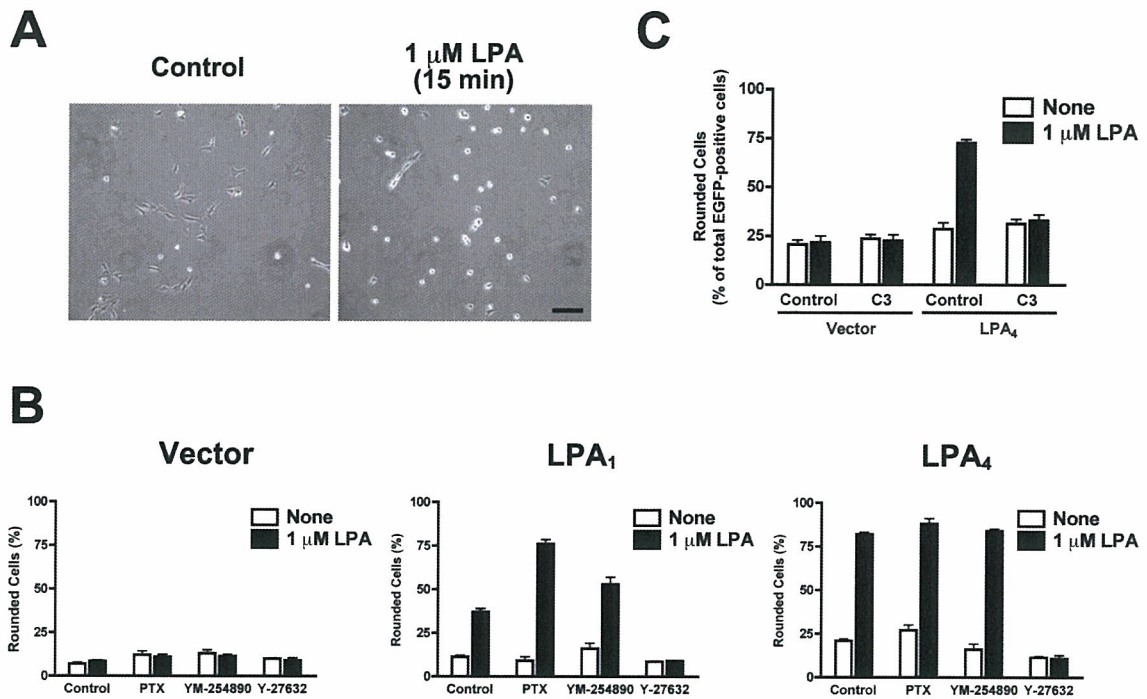 A
Control
1 μM LPA
(15 min)
C
Rounded Cells
(% of total EGFP-positive cells)
100
75
50
25
0
None
1 μM LPA
Control C3 Control C3
Vector LPA₄
B
Vector
Rounded Cells (%)
100
75
50
25
0
None
1 μM LPA
Control PTX YM-254890 Y-27632
LPA₁
Rounded Cells (%)
100
75
50
25
0
None
1 μM LPA
Control PTX YM-254890 Y-27632
LPA₄
Rounded Cells (%)
100
75
50
25
0
None
1 μM LPA
Control PTX YM-254890 Y-27632